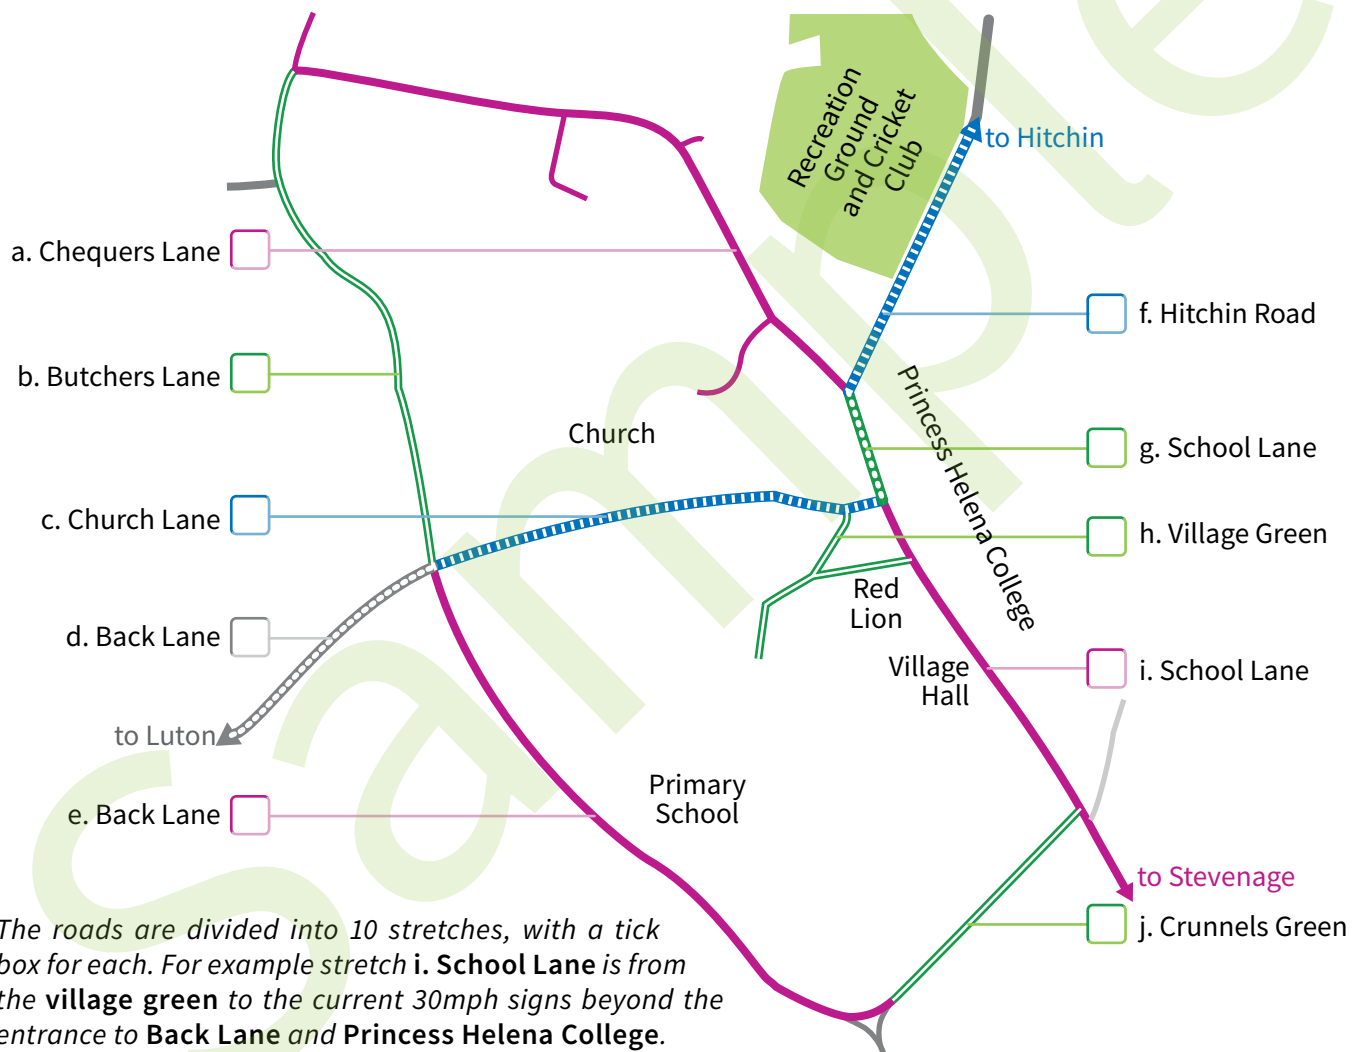 Recreation
Ground
and Cricket
Club
to Hitchin
a. Chequers Lane
f. Hitchin Road
b. Butchers Lane
Church
g. School Lane
Princess Helena College
c. Church Lane
h. Village Green
Red
Lion
d. Back Lane
Village
Hall
i. School Lane
to Luton
Primary
School
e. Back Lane
to Stevenage
j. Crunnels Green
The roads are divided into 10 stretches, with a tick
box for each. For example stretch i. School Lane is from
the village green to the current 30mph signs beyond the
entrance to Back Lane and Princess Helena College.
Sample